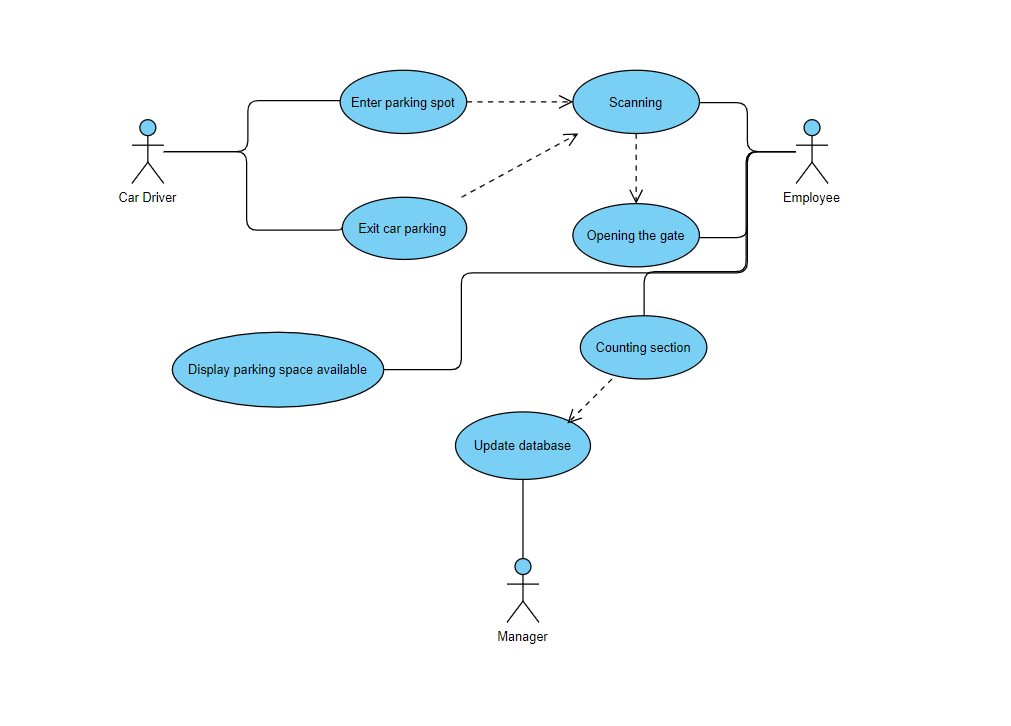 Enter parking spot
Scanning
Car Driver
Employee
Exit car parking
Opening the gate
Counting section
Display parking space available
Update database
Manager